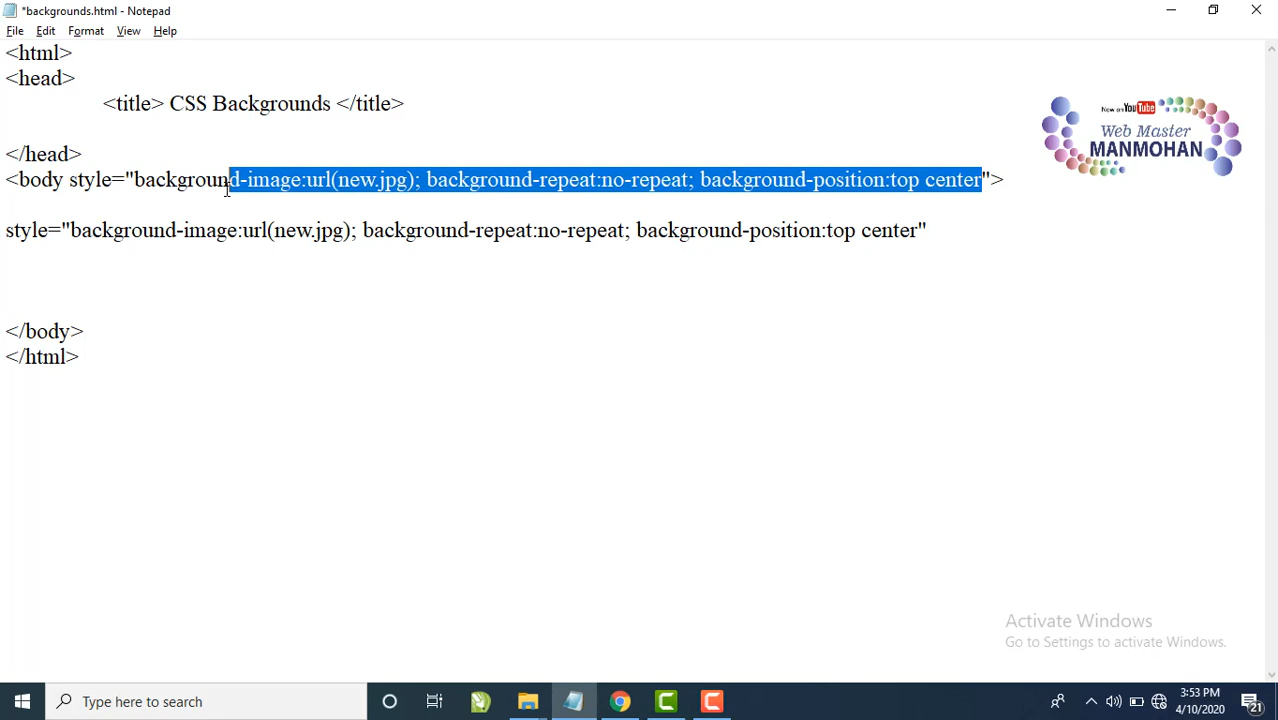 *backgrounds.html - Notepad
File Edit Format View Help
<html>
<head>
<title> CSS Backgrounds </title>
</head>
<body style="background-image:url(new.jpg); background-repeat:no-repeat; background-position:top center">
style="background-image:url(new.jpg); background-repeat:no-repeat; background-position:top center"
</body>
</html>
Now on YouTube
Web Master
MANMOHAN
Activate Windows
Go to Settings to activate Windows.
Type here to search
3:53 PM
4/10/2020
21